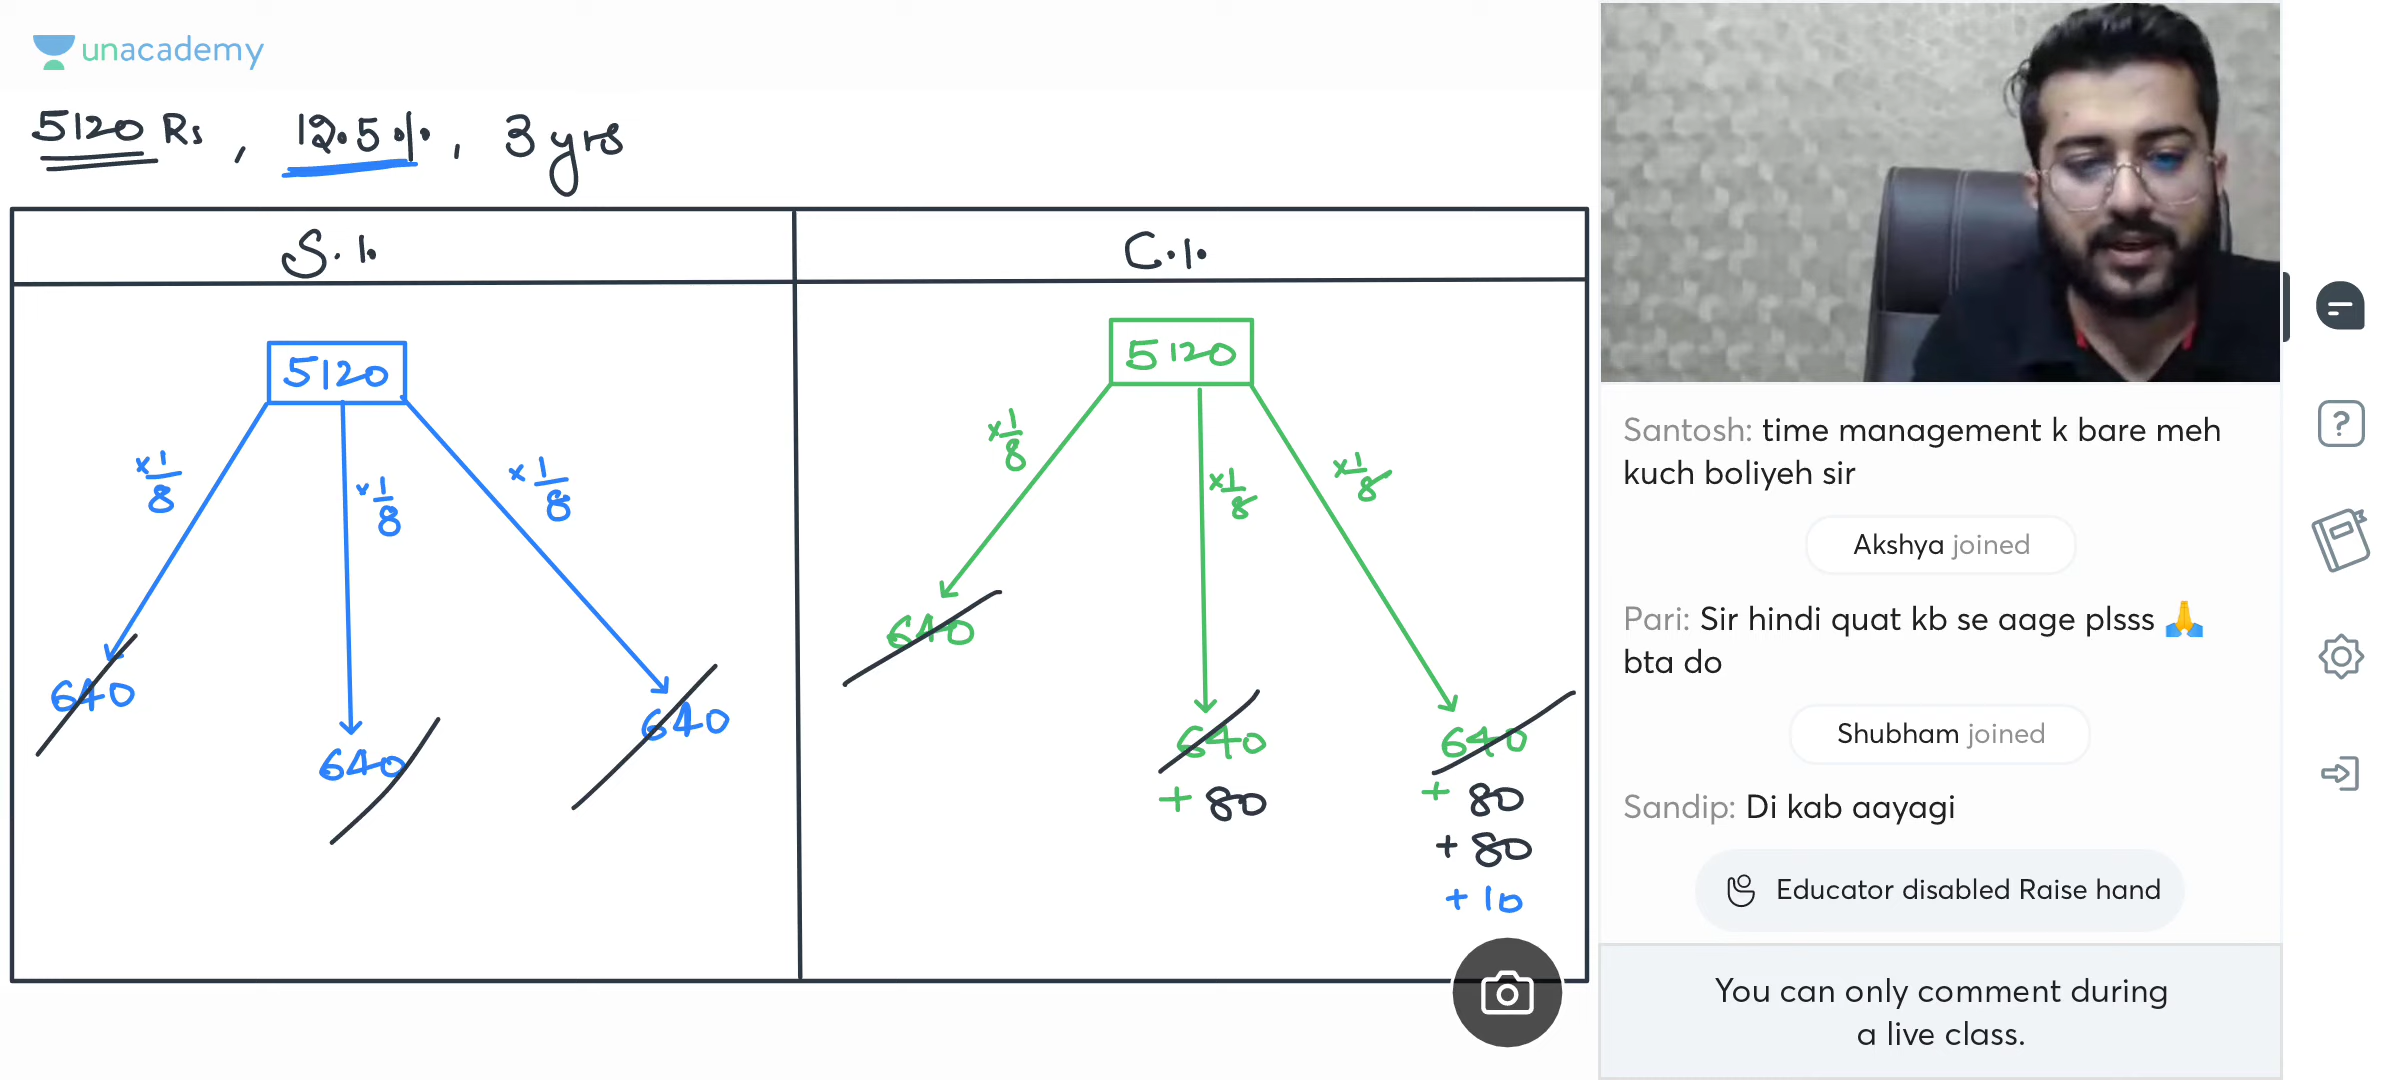 unacademy
5120 Rs , 12.5% , 3 yrs
S.I.
C.I.
5120
×1/8
×1/8
×1/8
640
640
640
5120
×1/8
×1/8
×1/8
640
640
+ 80
640
+ 80
+ 80
+ 10
Santosh: time management k bare meh
kuch boliyeh sir
Akshya joined
Pari: Sir hindi quat kb se aage plsss 🙏
bta do
Shubham joined
Sandip: Di kab aayagi
Educator disabled Raise hand
You can only comment during
a live class.
?